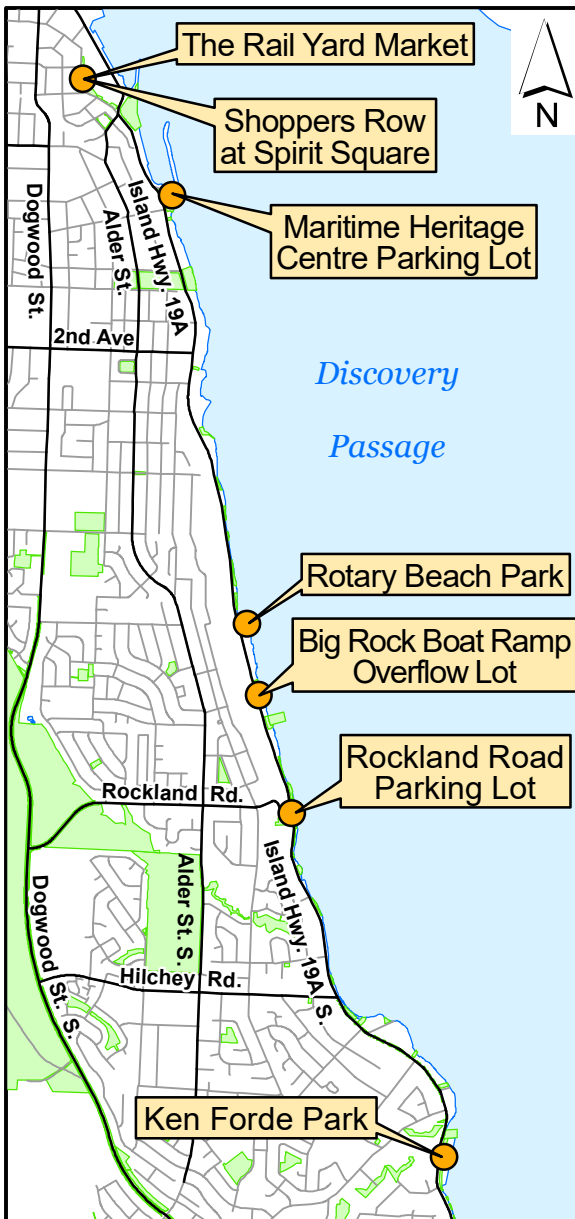 The Rail Yard Market
N
Shoppers Row
at Spirit Square
Dogwood St.
Alder St.
Island Hwy. 19A
Maritime Heritage
Centre Parking Lot
2nd Ave
Discovery
Passage
Rotary Beach Park
Big Rock Boat Ramp
Overflow Lot
Rockland Road
Parking Lot
Rockland Rd.
Alder St. S.
Island Hwy. 19A S.
Dogwood St. S.
Hilchey Rd.
Ken Forde Park